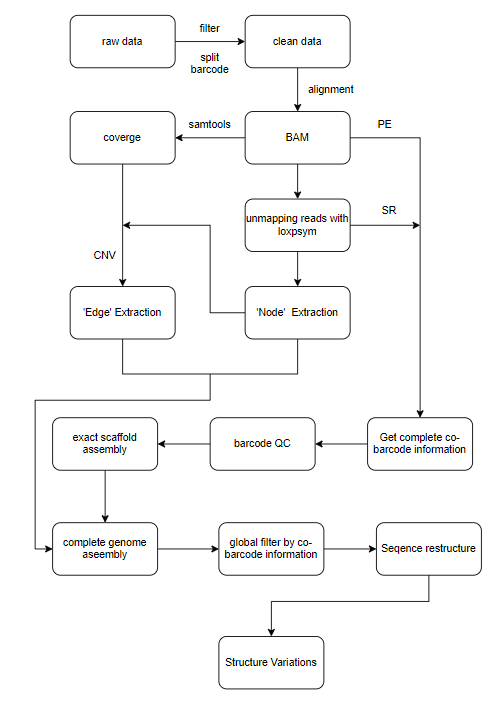 raw data
filter
split
barcode
clean data
alignment
coverge
samtools
BAM
PE
unmapping reads with
loxpsym
SR
CNV
'Edge' Extraction
'Node' Extraction
exact scaffold
assembly
barcode QC
Get complete co-
barcode information
complete genome
aseembly
global filter by co-
barcode information
Seqence restructure
Structure Variations